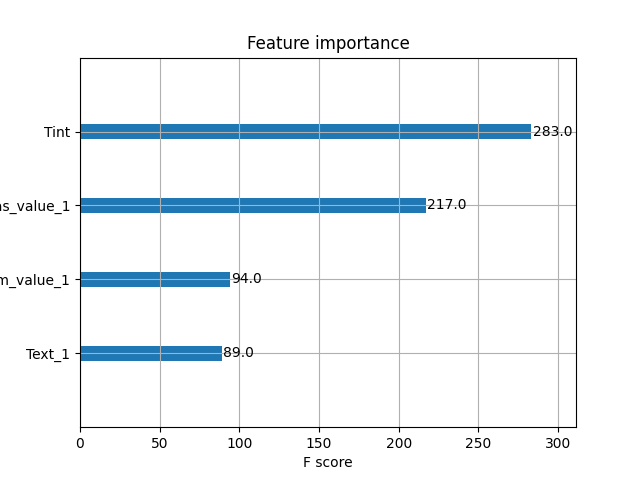 Feature importance
Tint
283.0
s_value_1
217.0
m_value_1
94.0
Text_1
89.0
0 50 100 150 200 250 300
F score